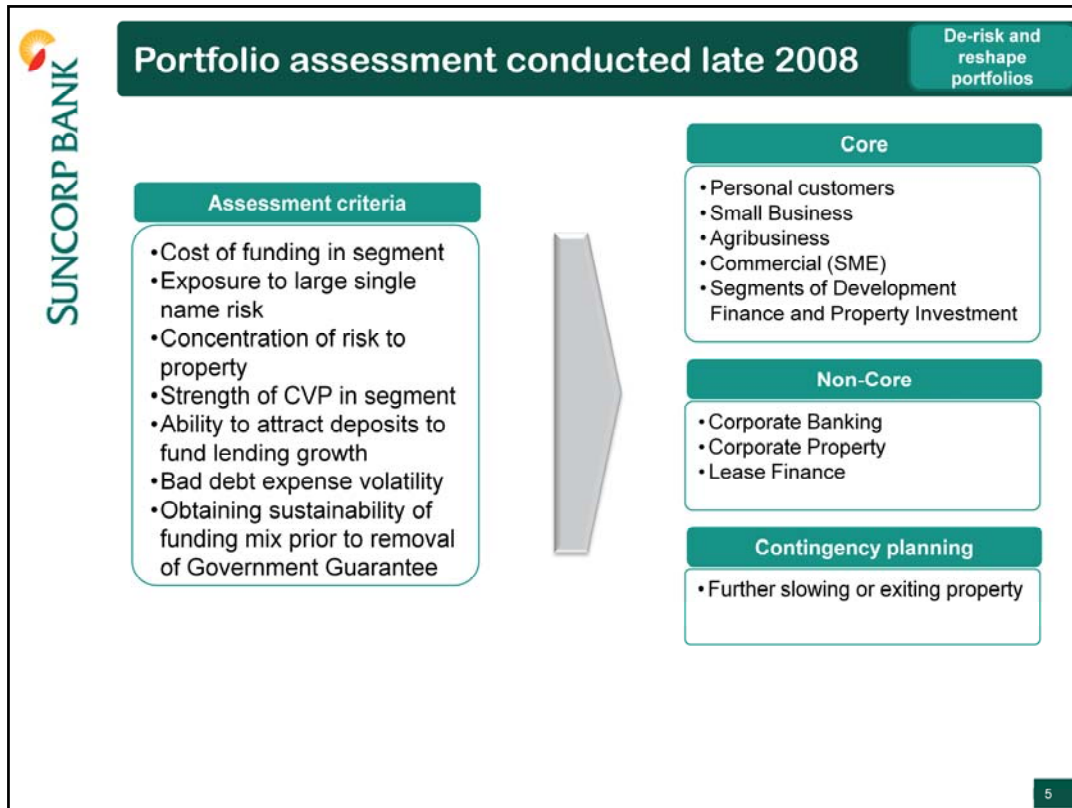 SUNCORP BANK
Portfolio assessment conducted late 2008
De-risk and
reshape
portfolios
Assessment criteria
•Cost of funding in segment
•Exposure to large single
name risk
•Concentration of risk to
property
•Strength of CVP in segment
•Ability to attract deposits to
fund lending growth
•Bad debt expense volatility
•Obtaining sustainability of
funding mix prior to removal
of Government Guarantee
Core
•Personal customers
•Small Business
•Agribusiness
•Commercial (SME)
•Segments of Development
Finance and Property Investment
Non-Core
•Corporate Banking
•Corporate Property
•Lease Finance
Contingency planning
•Further slowing or exiting property
5